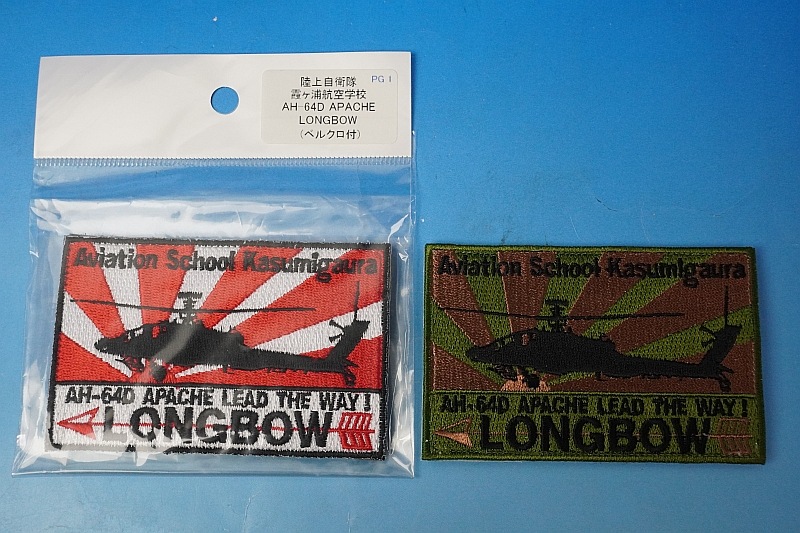 陸上自衛隊
PG I
霞ヶ浦航空学校
AH-64D APACHE
LONGBOW
(ベルクロ付)
Aviation School Kasumigaura
AH-64D APACHE LEAD THE WAY!
LONGBOW
Aviation School Kasumigaura
AH-64D APACHE LEAD THE WAY!
LONGBOW